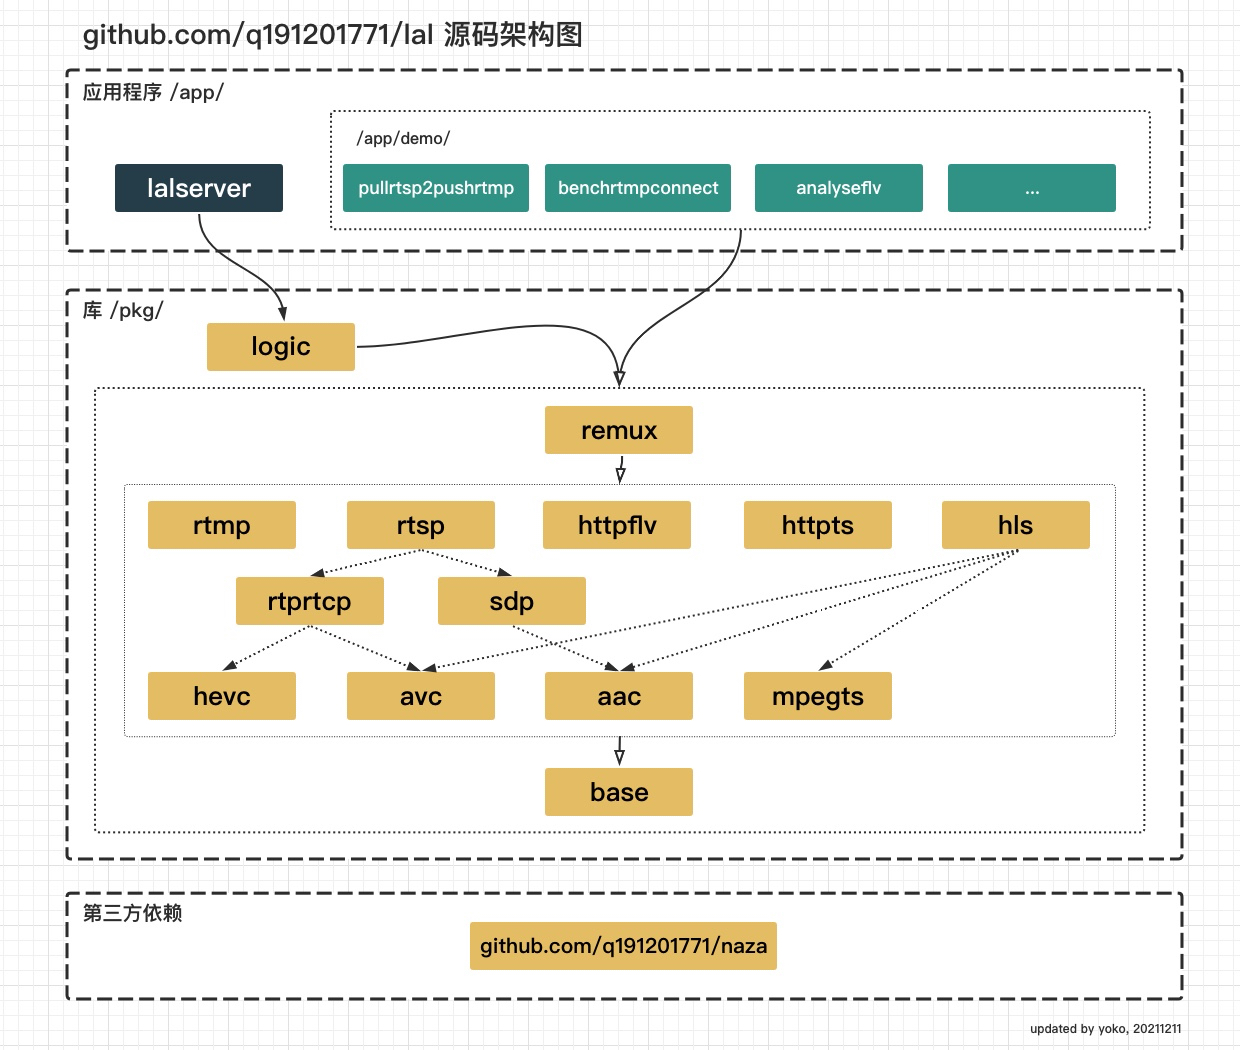 github.com/q191201771/lal 源码架构图
应用程序 /app/
/app/demo/
lalserver
pullrtsp2pushrtmp
benchrtmpconnect
analyseflv
...
库 /pkg/
logic
remux
rtmp
rtsp
httpflv
httpts
hls
rtprtcp
sdp
hevc
avc
aac
mpegts
base
第三方依赖
github.com/q191201771/naza
updated by yoko, 20211211